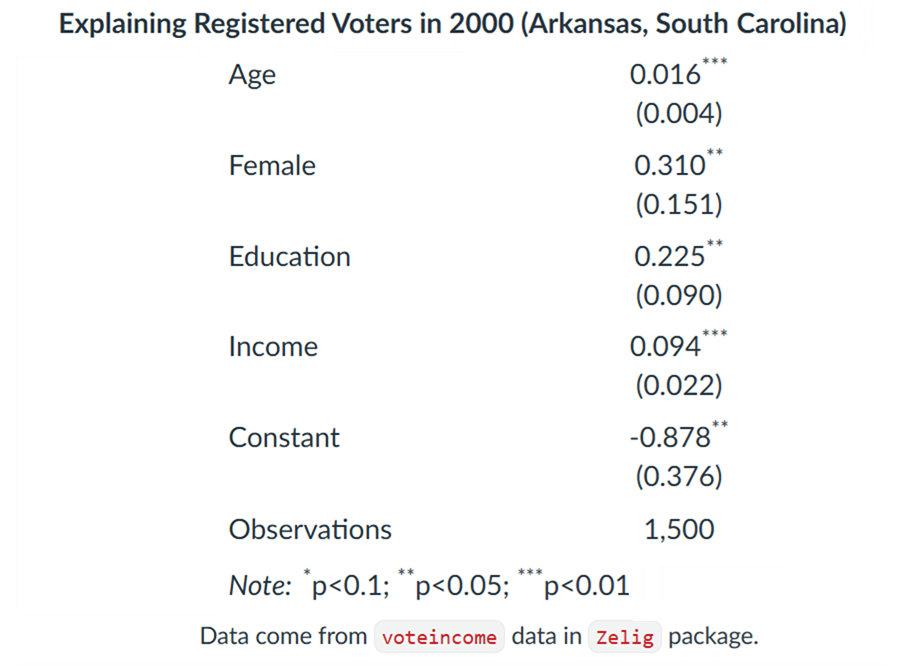 Explaining Registered Voters in 2000 (Arkansas, South Carolina)
Age 0.016***
(0.004)
Female 0.310**
(0.151)
Education 0.225**
(0.090)
Income 0.094***
(0.022)
Constant -0.878**
(0.376)
Observations 1,500
Note: *p<0.1; **p<0.05; ***p<0.01
Data come from voteincome data in Zelig package.